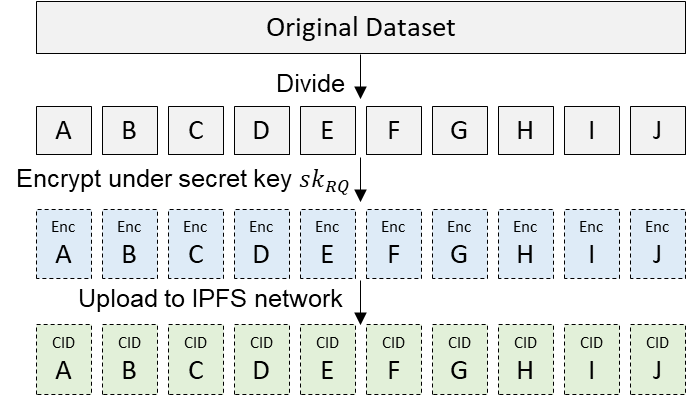 Original Dataset
Divide
A B C D E F G H I J
Encrypt under secret key sk_RQ
Enc Enc Enc Enc Enc Enc Enc Enc Enc Enc
A B C D E F G H I J
Upload to IPFS network
CID CID CID CID CID CID CID CID CID CID
A B C D E F G H I J